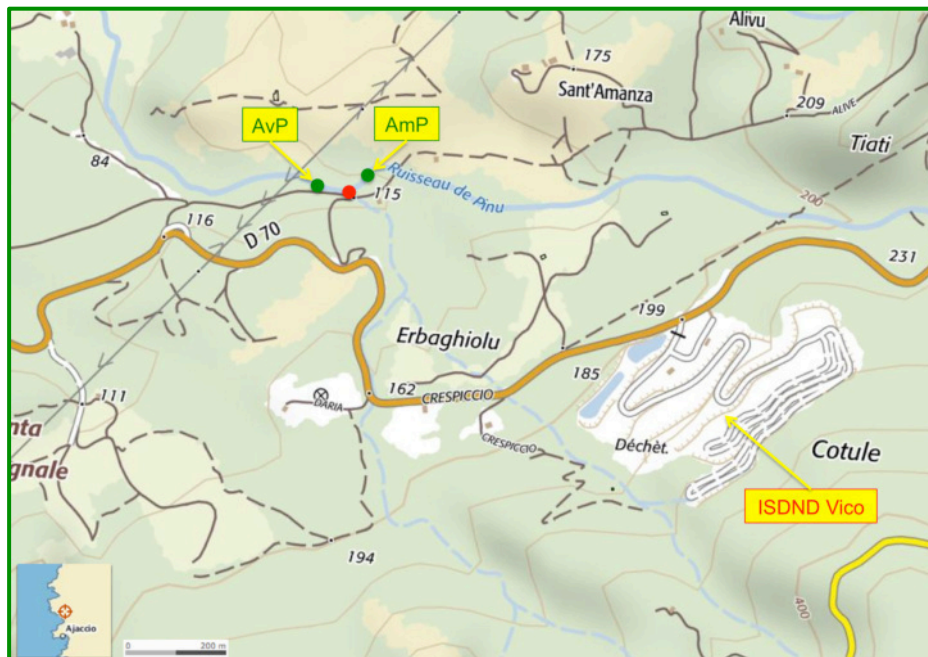 Alivu
175
Sant'Amanza
209
ALIVE
AvP
AmP
Tiati
84
Ruisseau de Pinu
115
200
116
D 70
231
199
Erbaghiolu
185
162
CRESPICCIO
DARIA
111
CRESPICCIO
Déchèt.
Cotule
nta
gnale
ISDND Vico
194
400
Ajaccio
0 200 m